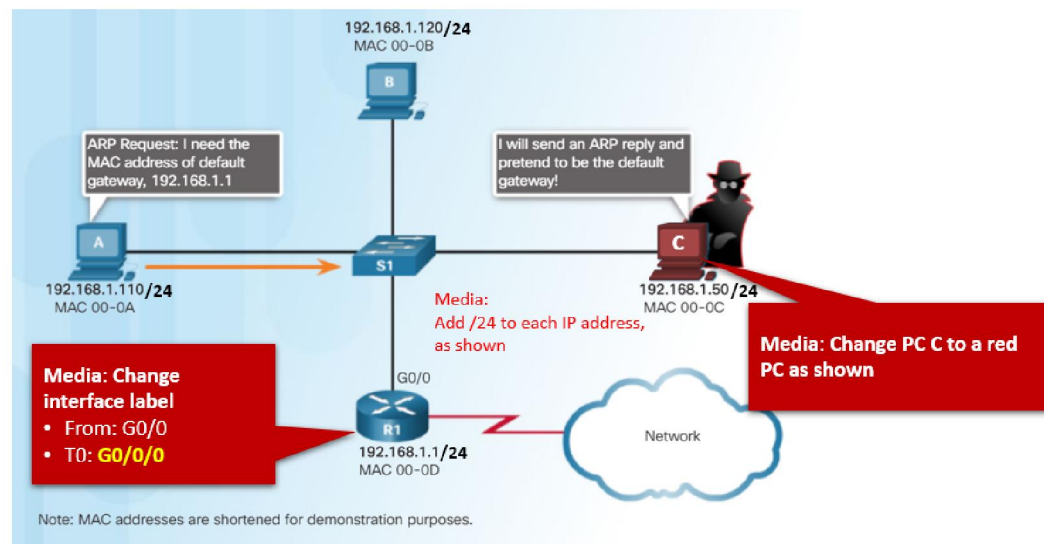 192.168.1.120/24
MAC 00-0B
B
ARP Request: I need the
MAC address of default
gateway, 192.168.1.1
I will send an ARP reply and
pretend to be the default
gateway!
A
S1
C
192.168.1.110/24
MAC 00-0A
192.168.1.50/24
MAC 00-0C
Media:
Add /24 to each IP address,
as shown
Media: Change PC C to a red
PC as shown
Media: Change
interface label
• From: G0/0
• T0: G0/0/0
G0/0
R1
192.168.1.1/24
MAC 00-0D
Network
Note: MAC addresses are shortened for demonstration purposes.